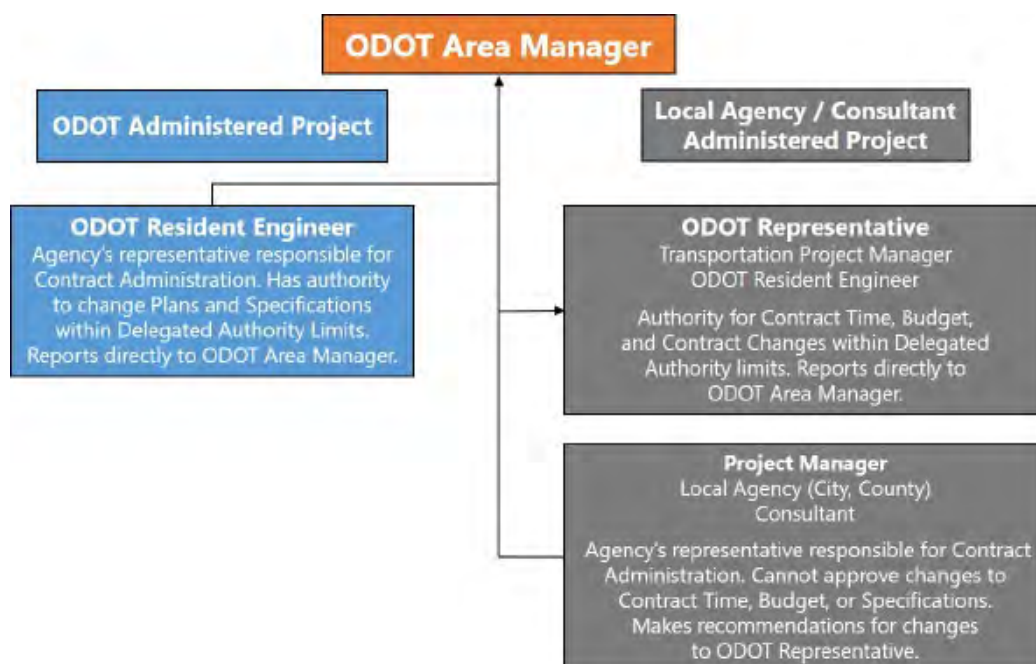 ODOT Area Manager
ODOT Administered Project
Local Agency / Consultant
Administered Project
ODOT Resident Engineer
Agency's representative responsible for
Contract Administration. Has authority
to change Plans and Specifications
within Delegated Authority Limits.
Reports directly to ODOT Area Manager.
ODOT Representative
Transportation Project Manager
ODOT Resident Engineer
Authority for Contract Time, Budget,
and Contract Changes within Delegated
Authority limits. Reports directly to
ODOT Area Manager.
Project Manager
Local Agency (City, County)
Consultant
Agency's representative responsible for Contract
Administration. Cannot approve changes to
Contract Time, Budget, or Specifications.
Makes recommendations for changes
to ODOT Representative.